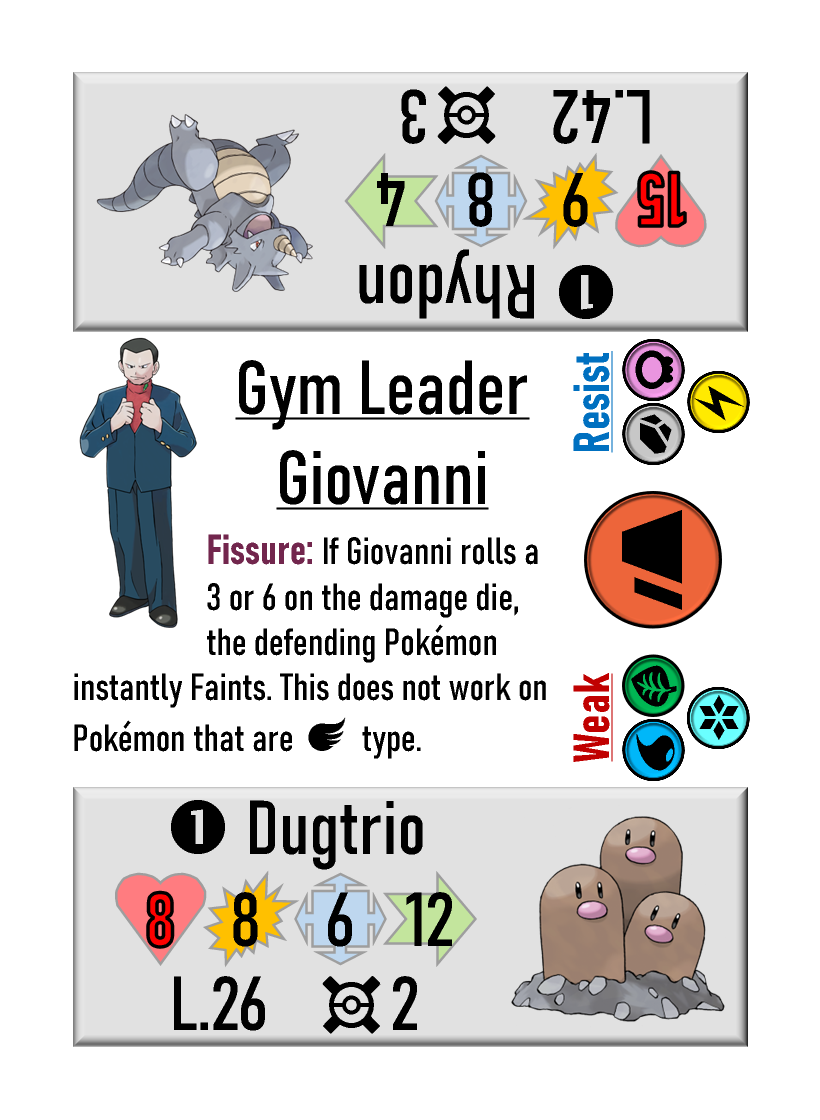 ❶ Rhydon
15 9 8 4
L.42 3
Gym Leader
Giovanni
Resist
Fissure: If Giovanni rolls a
3 or 6 on the damage die,
the defending Pokémon
instantly Faints. This does not work on
Pokémon that are type.
Weak
❶ Dugtrio
8 8 6 12
L.26 2